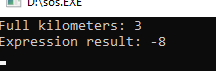 D:\sos.EXE
Full kilometers: 3
Expression result: -8